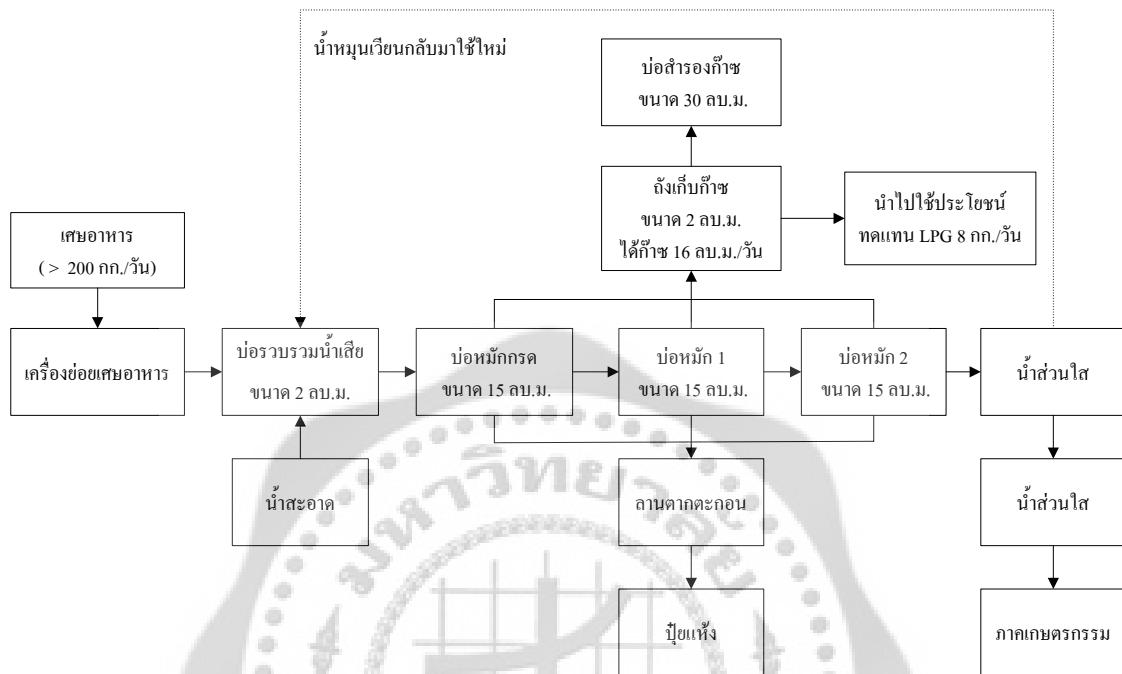 น้ำหมุนเวียนกลับมาใช้ใหม่
บ่อสำรองก๊าซ
ขนาด 30 ลบ.ม.
ถังเก็บก๊าซ
ขนาด 2 ลบ.ม.
ได้ก๊าซ 16 ลบ.ม./วัน
นำไปใช้ประโยชน์
ทดแทน LPG 8 กก./วัน
เศษอาหาร
( > 200 กก./วัน)
เครื่องย่อยเศษอาหาร
บ่อรวบรวมน้ำเสีย
ขนาด 2 ลบ.ม.
บ่อหมักกรด
ขนาด 15 ลบ.ม.
บ่อหมัก 1
ขนาด 15 ลบ.ม.
บ่อหมัก 2
ขนาด 15 ลบ.ม.
น้ำส่วนใส
น้ำสะอาด
ลานตากตะกอน
น้ำส่วนใส
ปุ๋ยแห้ง
ภาคเกษตรกรรม
มหาวิทยาลัย